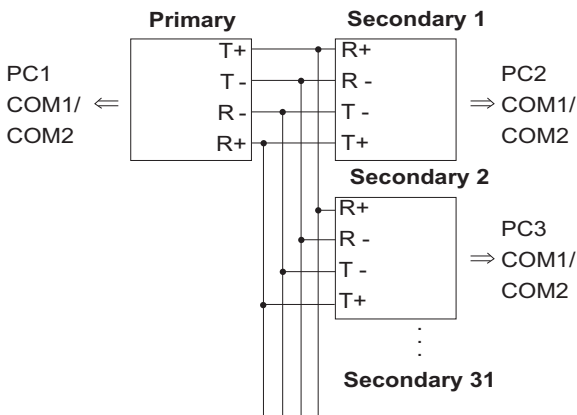 Primary
Secondary 1
T+
T -
R -
R+
R+
R -
T -
T+
PC1
COM1/
COM2
PC2
COM1/
COM2
Secondary 2
R+
R -
T -
T+
PC3
COM1/
COM2
Secondary 31